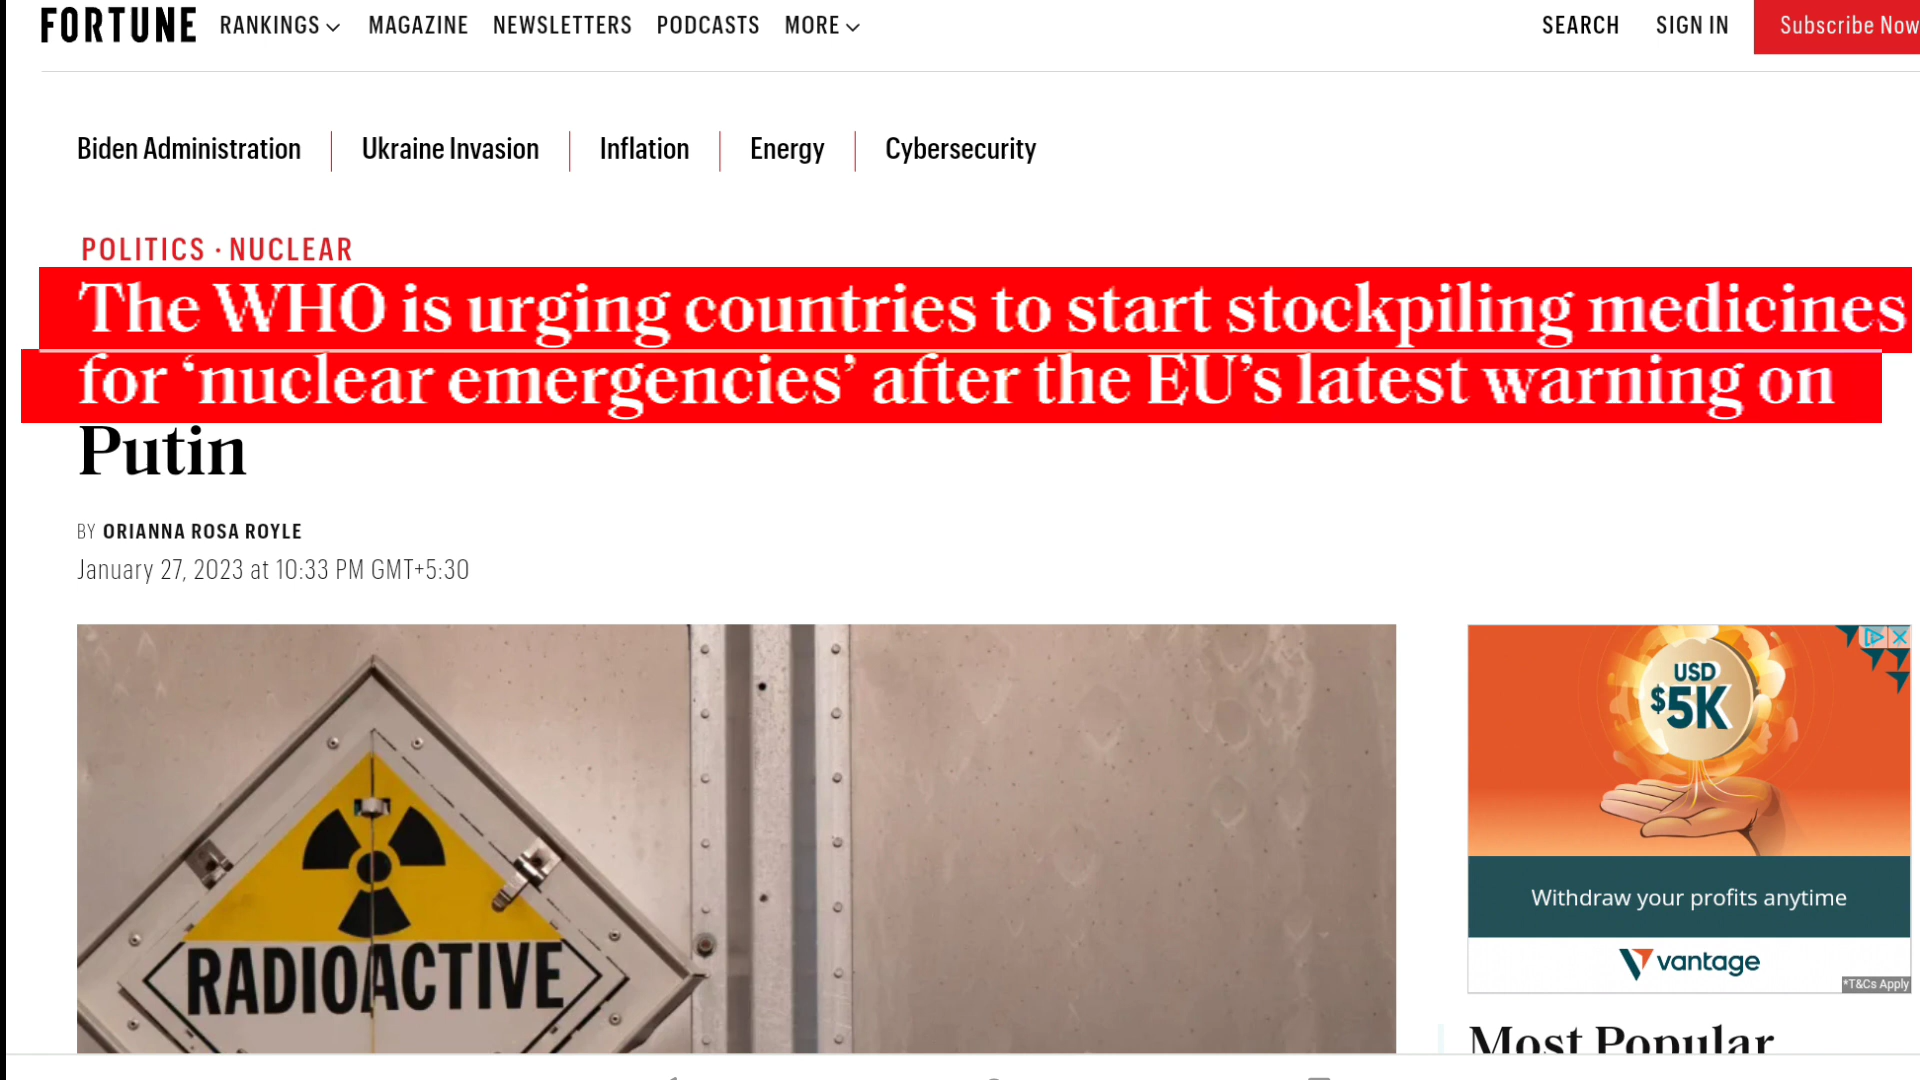 FORTUNE RANKINGS MAGAZINE NEWSLETTERS PODCASTS MORE SEARCH SIGN IN Subscribe Now
Biden Administration Ukraine Invasion Inflation Energy Cybersecurity
POLITICS · NUCLEAR
The WHO is urging countries to start stockpiling medicines
for ‘nuclear emergencies’ after the EU’s latest warning on
Putin
BY ORIANNA ROSA ROYLE
January 27, 2023 at 10:33 PM GMT+5:30
RADIOACTIVE
USD
$5K
Withdraw your profits anytime
vantage
*T&Cs Apply
Most Popular